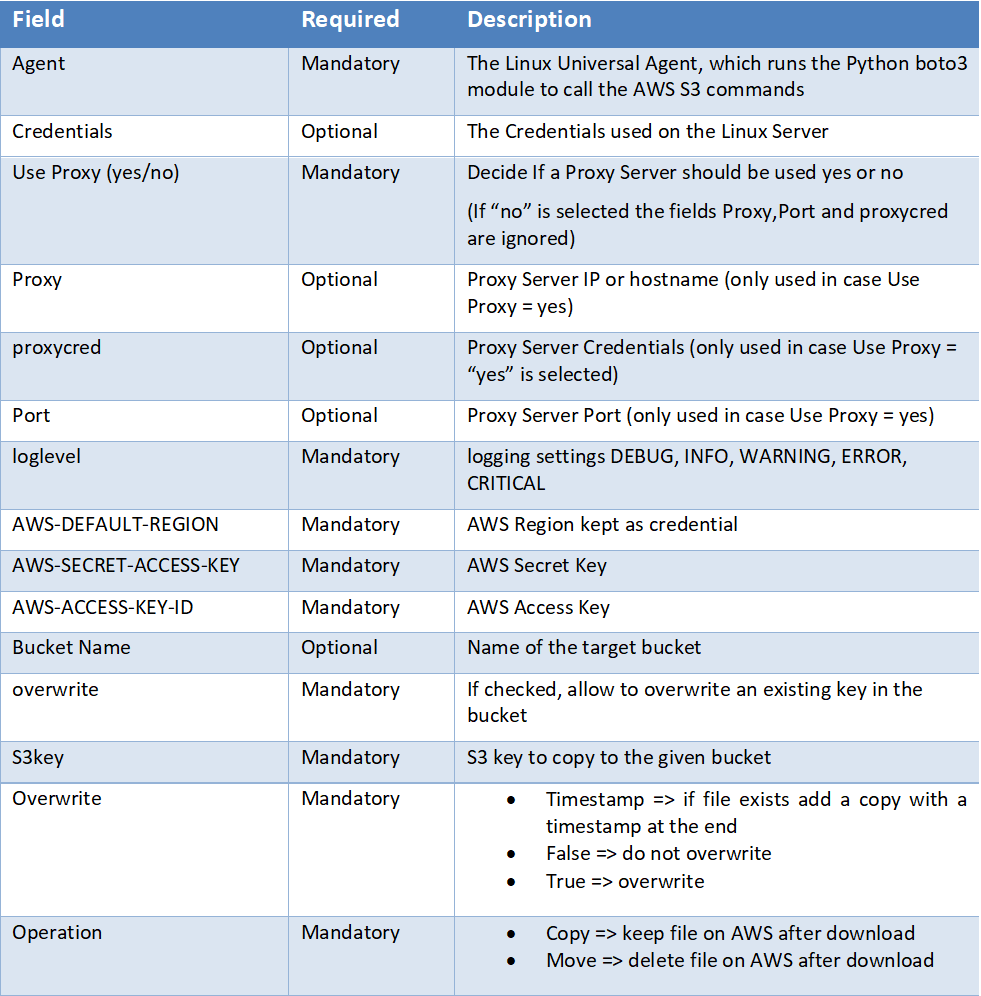 Field Required Description
Agent Mandatory The Linux Universal Agent, which runs the Python boto3
module to call the AWS S3 commands
Credentials Optional The Credentials used on the Linux Server
Use Proxy (yes/no) Mandatory Decide If a Proxy Server should be used yes or no
(If “no” is selected the fields Proxy,Port and proxycred
are ignored)
Proxy Optional Proxy Server IP or hostname (only used in case Use
Proxy = yes)
proxycred Optional Proxy Server Credentials (only used in case Use Proxy =
“yes” is selected)
Port Optional Proxy Server Port (only used in case Use Proxy = yes)
loglevel Mandatory logging settings DEBUG, INFO, WARNING, ERROR,
CRITICAL
AWS-DEFAULT-REGION Mandatory AWS Region kept as credential
AWS-SECRET-ACCESS-KEY Mandatory AWS Secret Key
AWS-ACCESS-KEY-ID Mandatory AWS Access Key
Bucket Name Optional Name of the target bucket
overwrite Mandatory If checked, allow to overwrite an existing key in the
bucket
S3key Mandatory S3 key to copy to the given bucket
Overwrite Mandatory • Timestamp => if file exists add a copy with a
timestamp at the end
• False => do not overwrite
• True => overwrite
Operation Mandatory • Copy => keep file on AWS after download
• Move => delete file on AWS after download